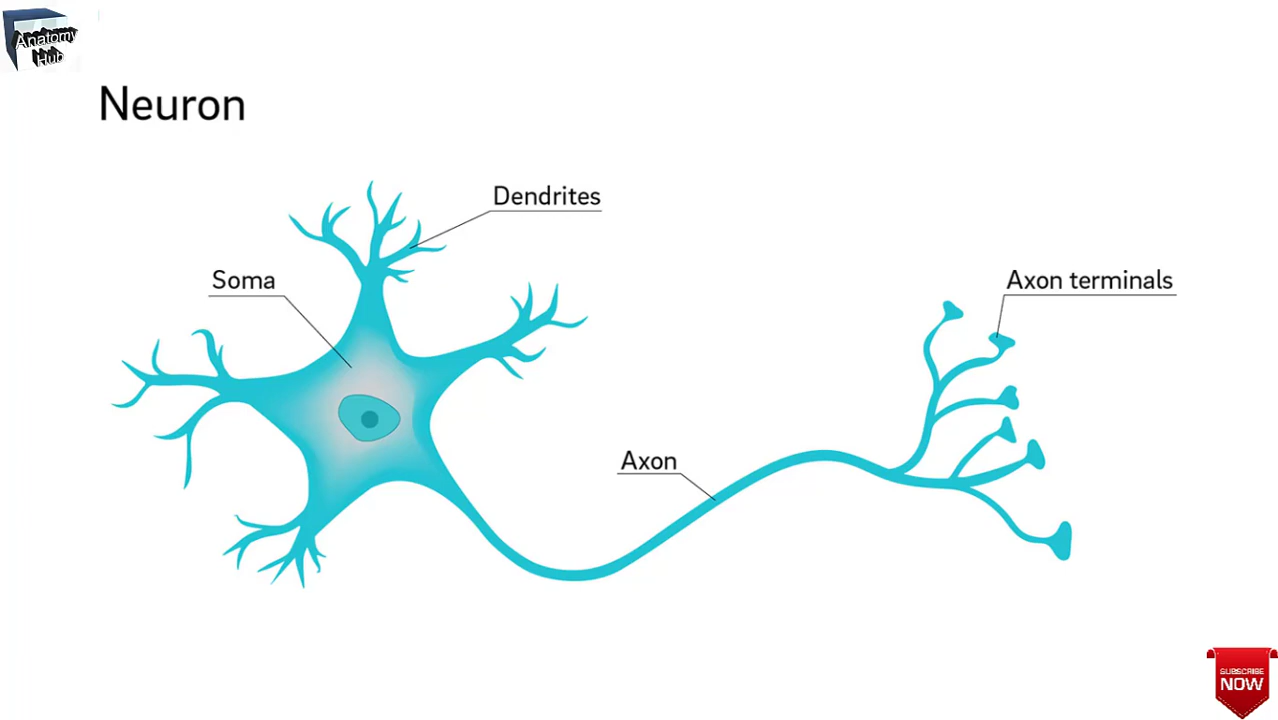 Anatomy
Hub
Neuron
Dendrites
Soma
Axon terminals
Axon
SUBSCRIBE
NOW